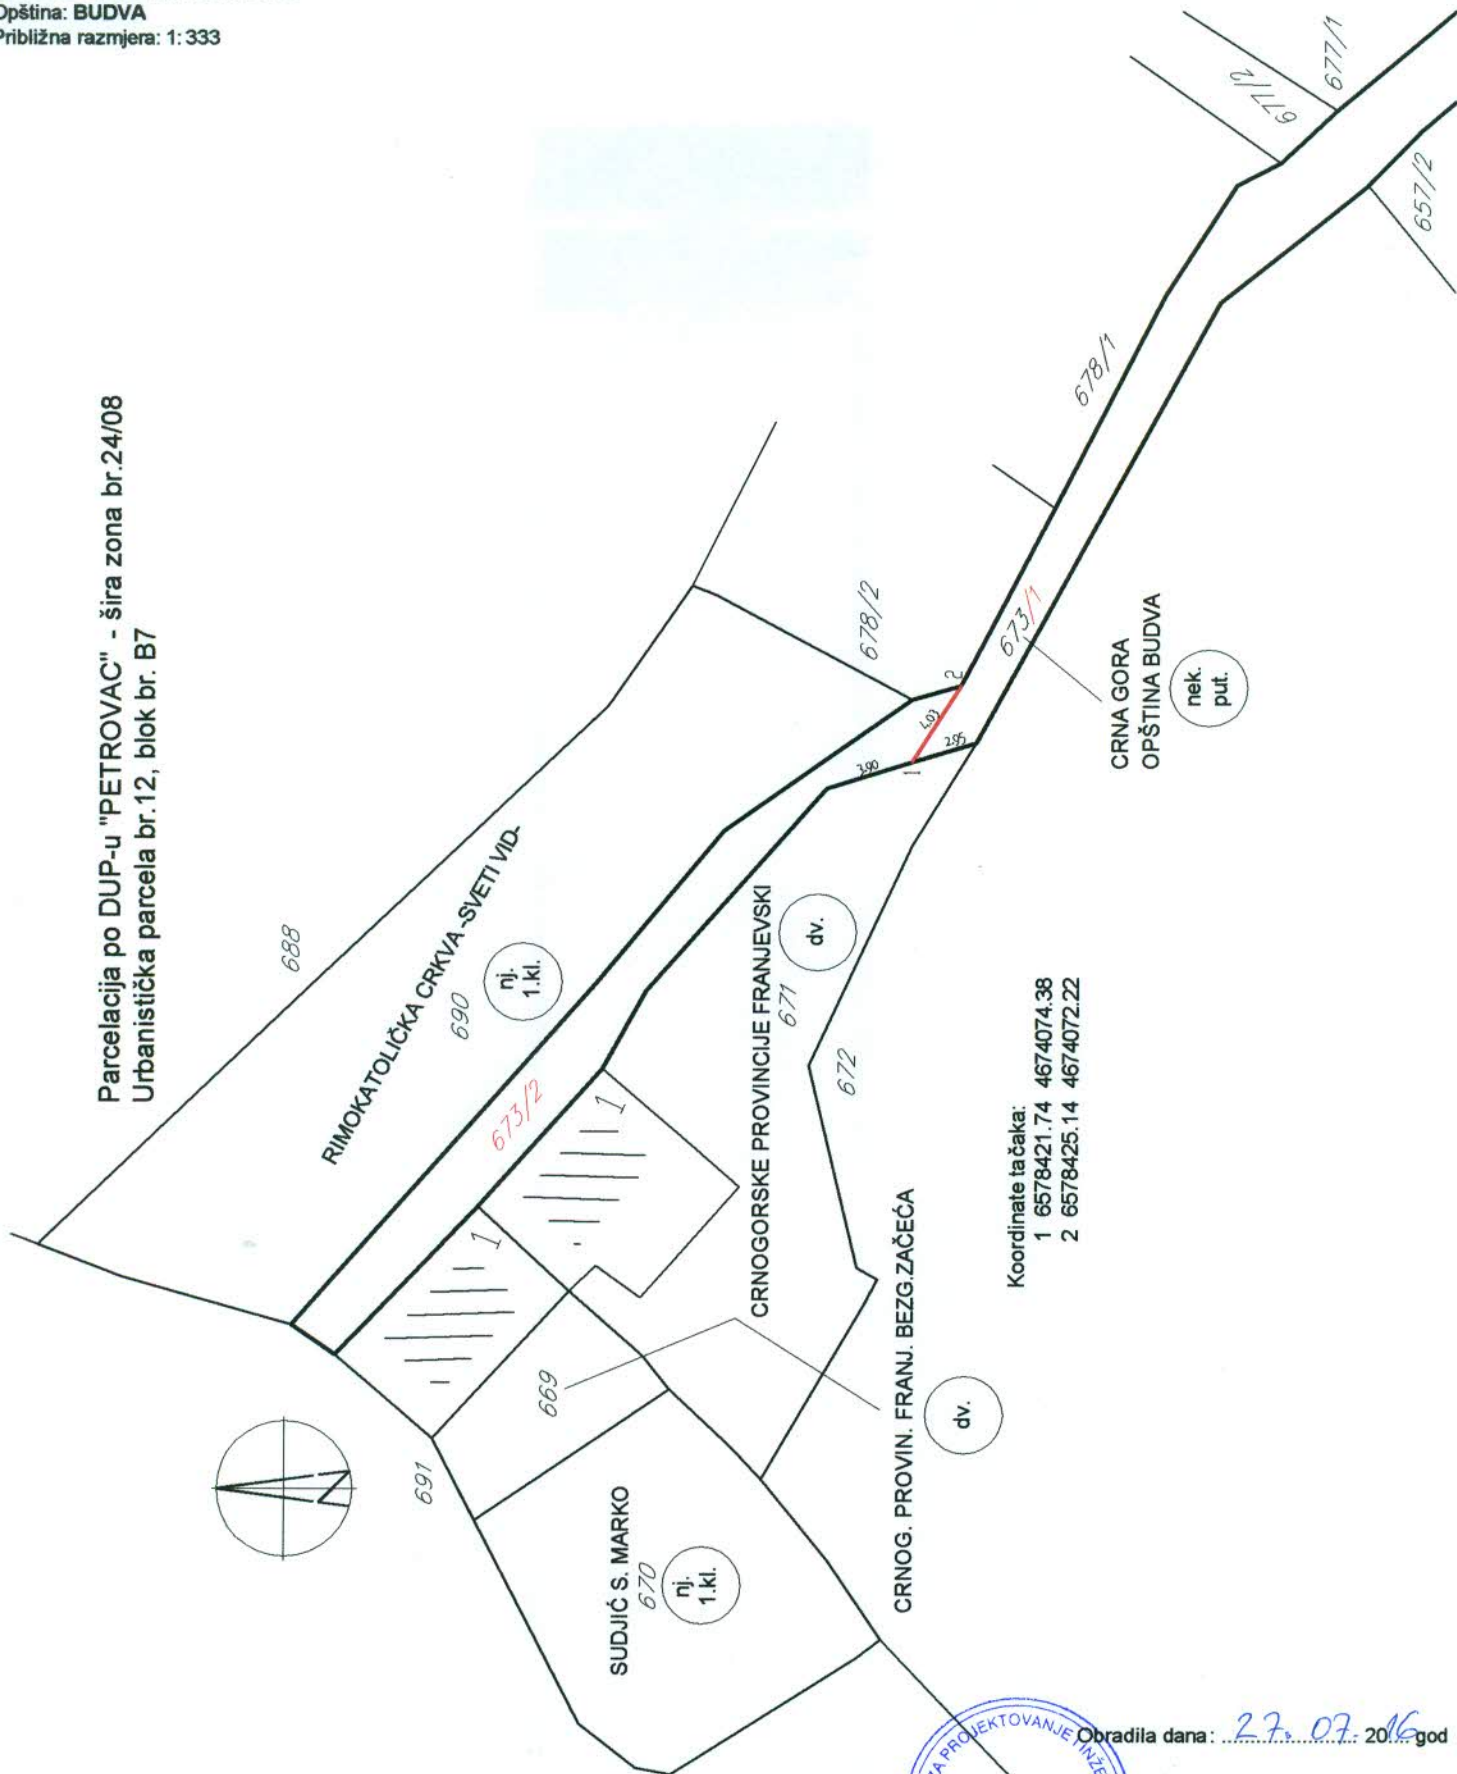 Opština: BUDVA
Približna razmjera: 1:333
Parcelacija po DUP-u "PETROVAC" - šira zona br.24/08
Urbanistička parcela br.12, blok br. B7
677/1
677/2
657/2
678/1
678/2
673/1
CRNA GORA
OPŠTINA BUDVA
nek.
put.
2
4.03
2.95
1
3.90
688
RIMOKATOLIČKA CRKVA -SVETI VID-
690
nj.
1.kl.
673/2
1
1
CRNOGORSKE PROVINCIJE FRANJEVSKI
671
dv.
672
669
691
CRNOG. PROVIN. FRANJ. BEZG.ZAČEĆA
dv.
SUDJIĆ S. MARKO
670
nj.
1.kl.
Koordinate tačaka:
1 6578421.74 4674074.38
2 6578425.14 4674072.22
N
PROJEKTOVANJE I
Obradila dana: 27. 07. 2016 god